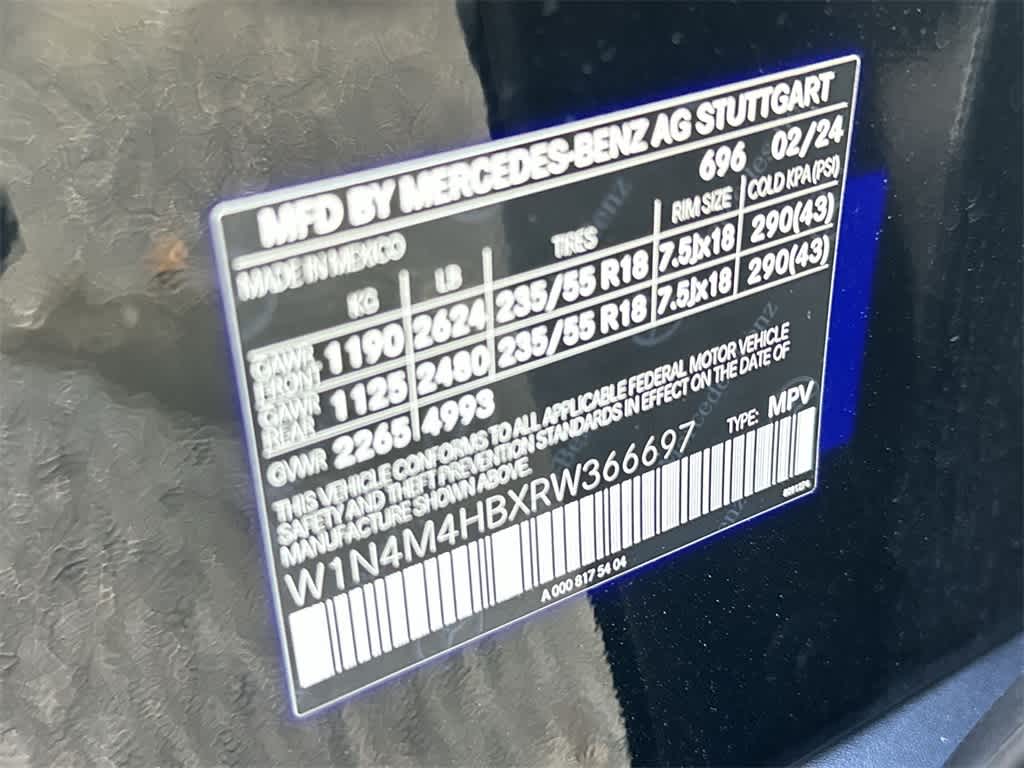 MFD BY MERCEDES-BENZ AG STUTTGART
MADE IN MEXICO 696 02/24
KG LB TIRES RIM SIZE COLD KPA(PSI)
GAWR FRONT 1190 2624 235/55 R18 7.5Jx18 290(43)
GAWR REAR 1125 2480 235/55 R18 7.5Jx18 290(43)
GVWR 2265 4993
THIS VEHICLE CONFORMS TO ALL APPLICABLE FEDERAL MOTOR VEHICLE
SAFETY AND THEFT PREVENTION STANDARDS IN EFFECT ON THE DATE OF
MANUFACTURE SHOWN ABOVE.
W1N4M4HBXRW366697 TYPE: MPV
A 000 817 54 04